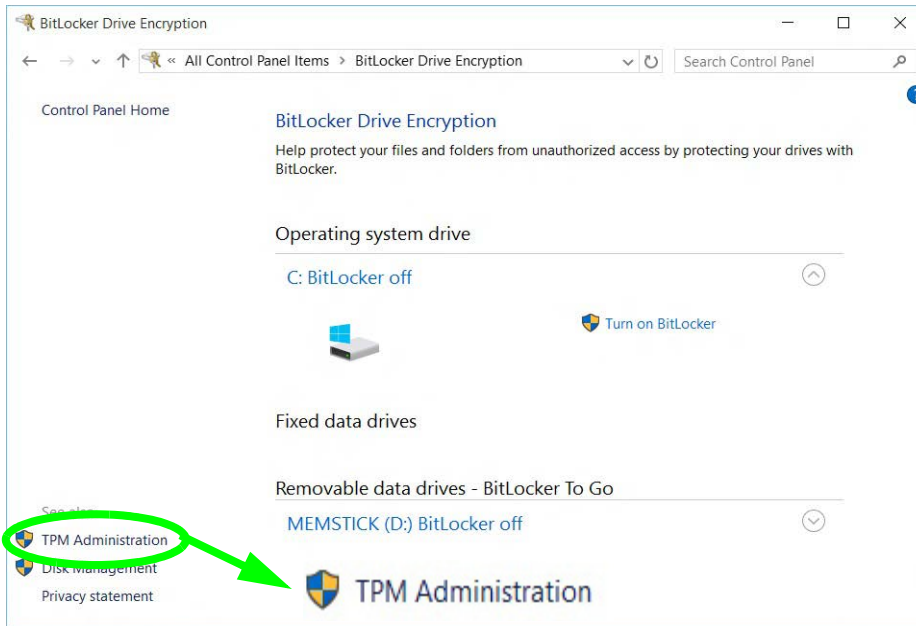 BitLocker Drive Encryption
« All Control Panel Items > BitLocker Drive Encryption
Search Control Panel
Control Panel Home
BitLocker Drive Encryption
Help protect your files and folders from unauthorized access by protecting your drives with
BitLocker.
Operating system drive
C: BitLocker off
Turn on BitLocker
Fixed data drives
Removable data drives - BitLocker To Go
MEMSTICK (D:) BitLocker off
See also
TPM Administration
Disk Management
Privacy statement
TPM Administration